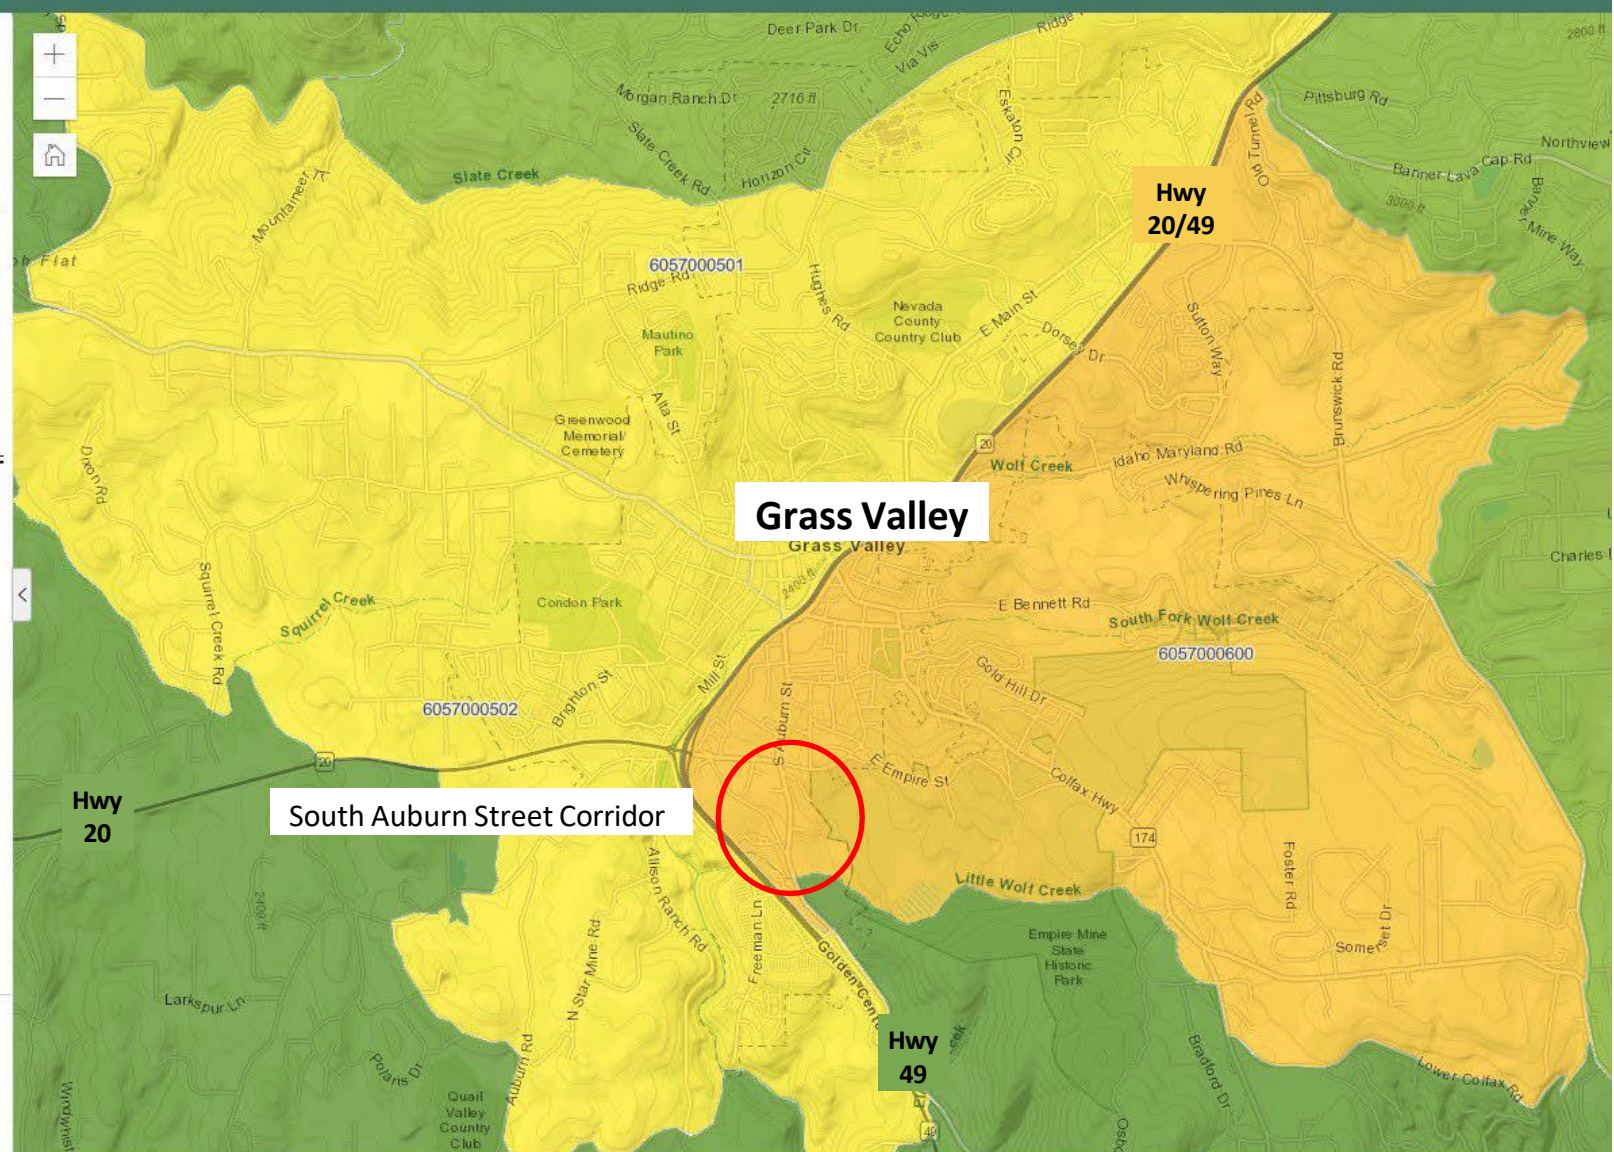 Deer Park Dr
Echo Ridge
Ridge
2800 ft
Via Vis
Morgan Ranch Dr
2716 ft
Eskaton Cir
Pittsburg Rd
Old Tunnel Rd
Northview
Slate Creek Rd
Horizon Cir
Slate Creek
Banner Lava Cap Rd
Mountaineer
Hwy
20/49
3000 ft
Banner Mine Way
Flat
6057000501
Ridge Rd
Hughes Rd
Nevada
County
Country Club
E Main St
Dorsey Dr
Sutton Way
Mautino
Park
Brunswick Rd
Alta St
Greenwood
Memorial
Cemetery
Dixon Rd
20
Wolf Creek
Idaho Maryland Rd
Whispering Pines Ln
Grass Valley
Grass Valley
Charles
2400 ft
Squirrel Creek Rd
Squirrel Creek
Condon Park
E Bennett Rd
South Fork Wolf Creek
6057000600
Mill St
Gold Hill Dr
Brighton St
S Auburn St
6057000502
20
E Empire St
Colfax Hwy
Hwy
20
South Auburn Street Corridor
174
Allison Ranch Rd
Foster Rd
2400 ft
Little Wolf Creek
Freeman Ln
Empire Mine
State
Historic
Park
Somerset Dr
N Star Mine Rd
Golden Cent
Larkspur Ln
Hwy
49
Polaris Dr
Auburn Rd
Bradford Dr
Lower Colfax Rd
Quail
Valley
Country
Club
49